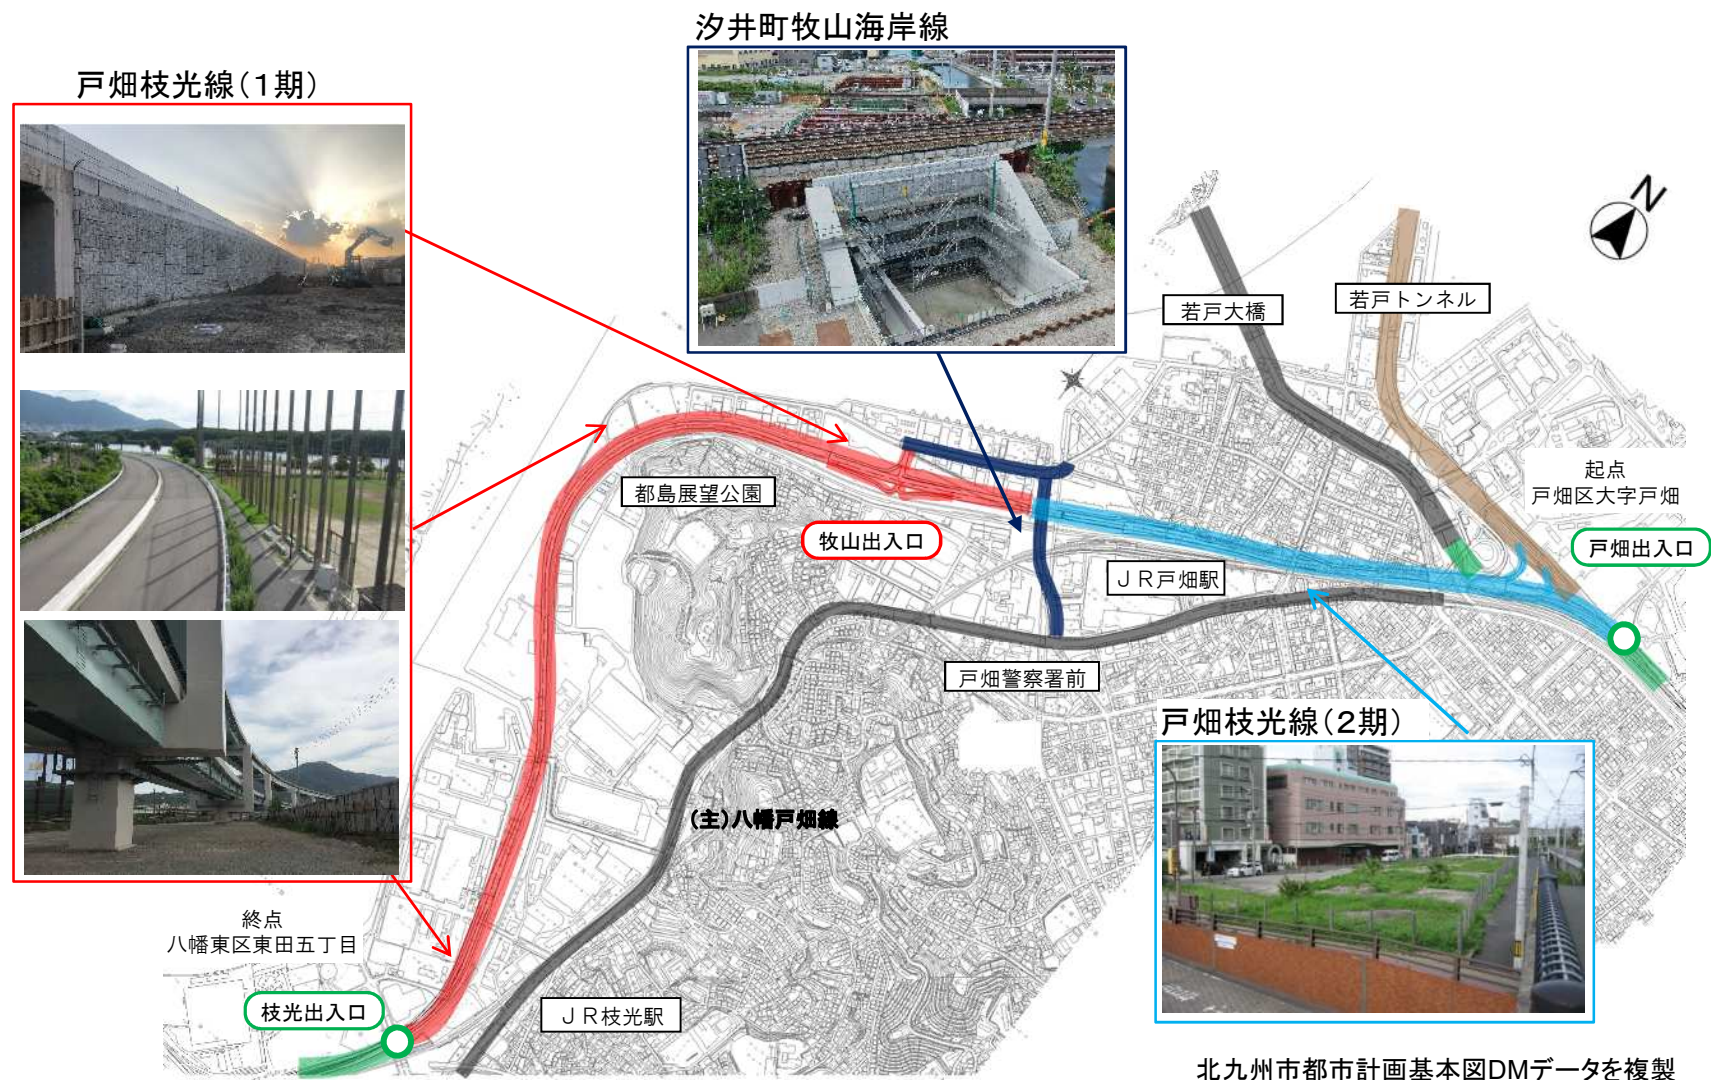 汐井町牧山海岸線
戸畑枝光線（1期）
N
若戸大橋
若戸トンネル
起点
戸畑区大字戸畑
戸畑出入口
都島展望公園
牧山出入口
ＪＲ戸畑駅
戸畑警察署前
戸畑枝光線（2期）
(主)八幡戸畑線
終点
八幡東区東田五丁目
枝光出入口
ＪＲ枝光駅
北九州市都市計画基本図DMデータを複製